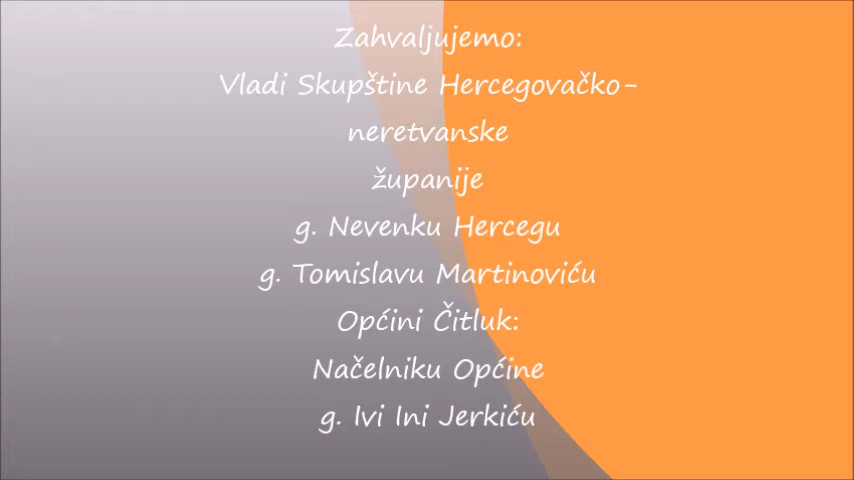 Zahvaljujemo:
Vladi Skupštine Hercegovačko-
neretvanske
županije
g. Nevenku Hercegu
g. Tomislavu Martinoviću
Općini Čitluk:
Načelniku Općine
g. Ivi Ini Jerkiću